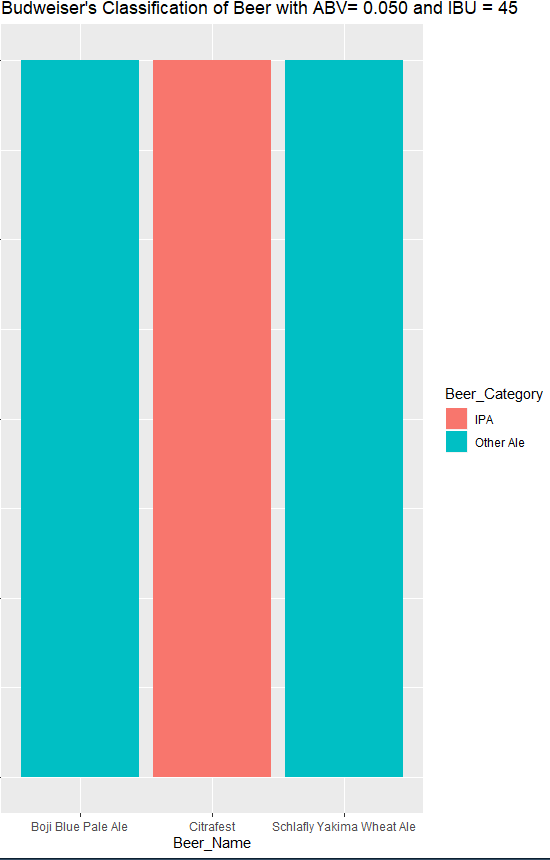 Budweiser's Classification of Beer with ABV= 0.050 and IBU = 45
Beer_Category
IPA
Other Ale
Boji Blue Pale Ale Citrafest Schlafly Yakima Wheat Ale
Beer_Name